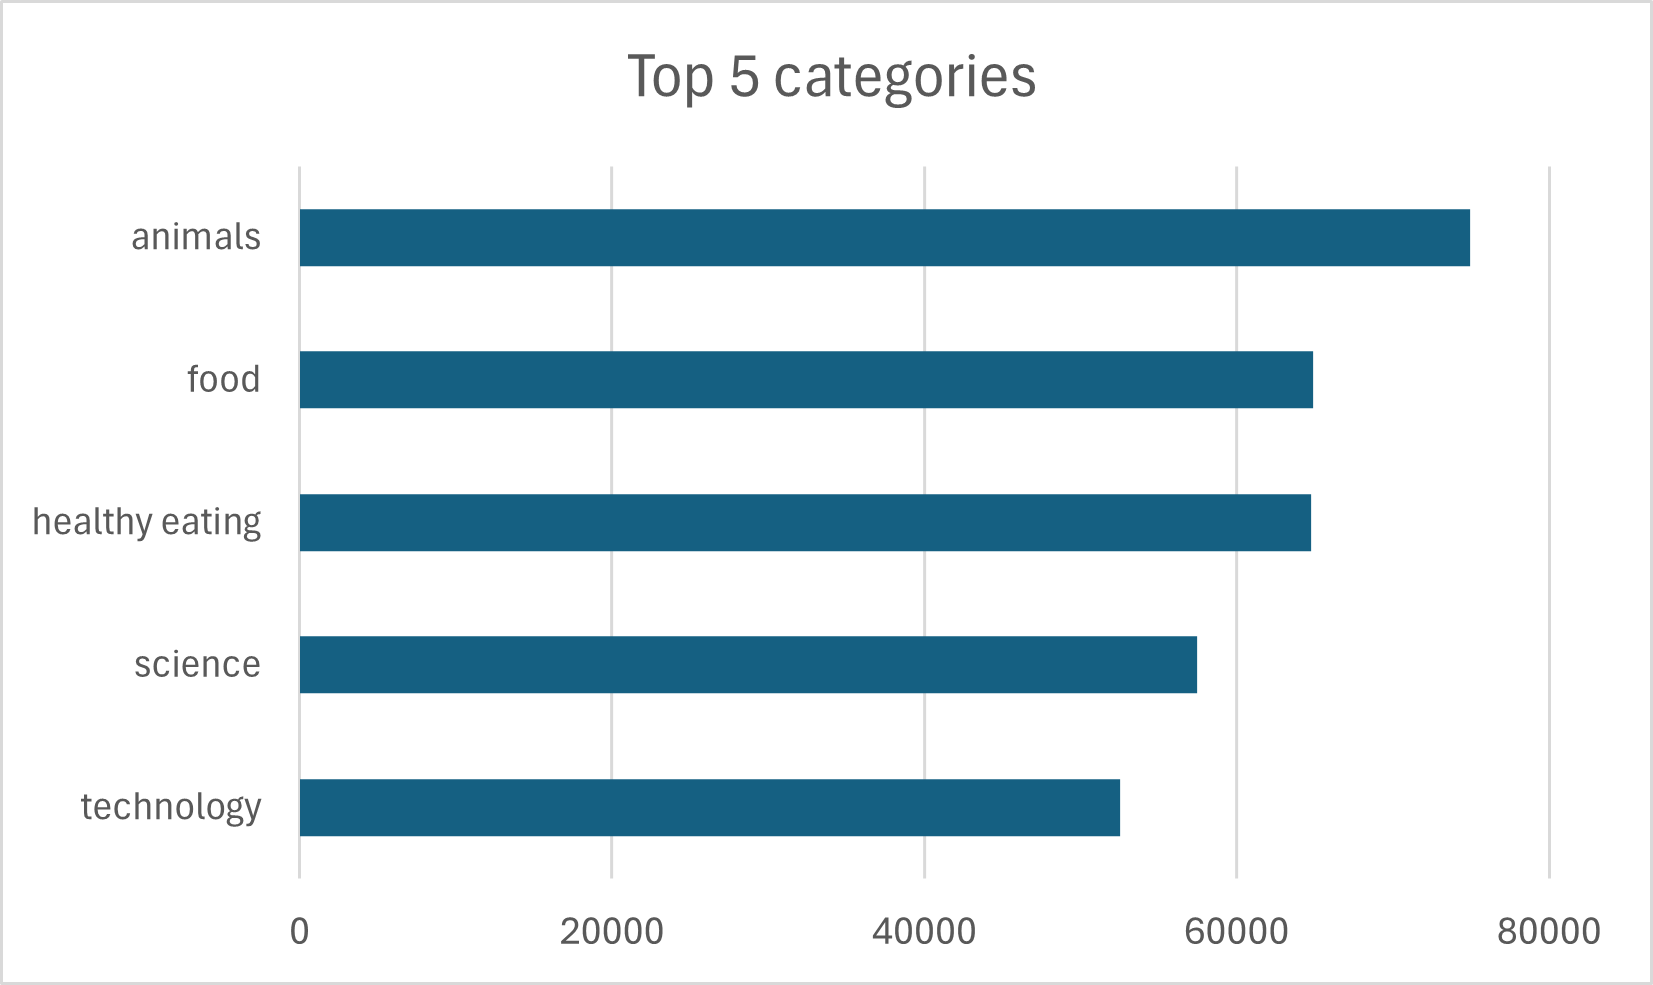 Top 5 categories
animals
food
healthy eating
science
technology
0 20000 40000 60000 80000